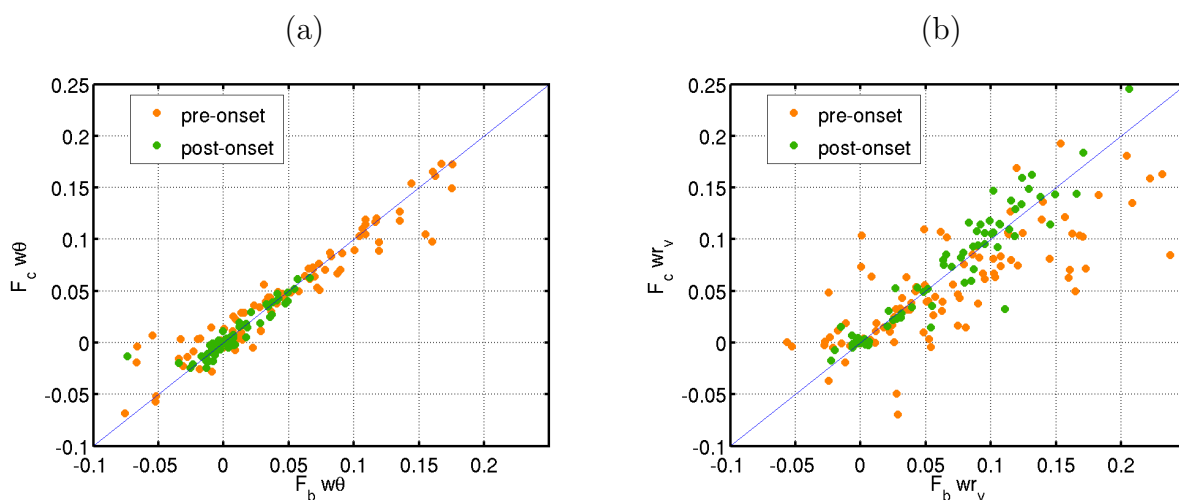 (a)
(b)
0.25
0.2
0.15
0.1
0.05
0
-0.05
-0.1
F_c wθ
pre-onset
post-onset
-0.1 -0.05 0 0.05 0.1 0.15 0.2
F_b wθ
0.25
0.2
0.15
0.1
0.05
0
-0.05
-0.1
F_c wr_v
pre-onset
post-onset
-0.1 -0.05 0 0.05 0.1 0.15 0.2
F_b wr_v